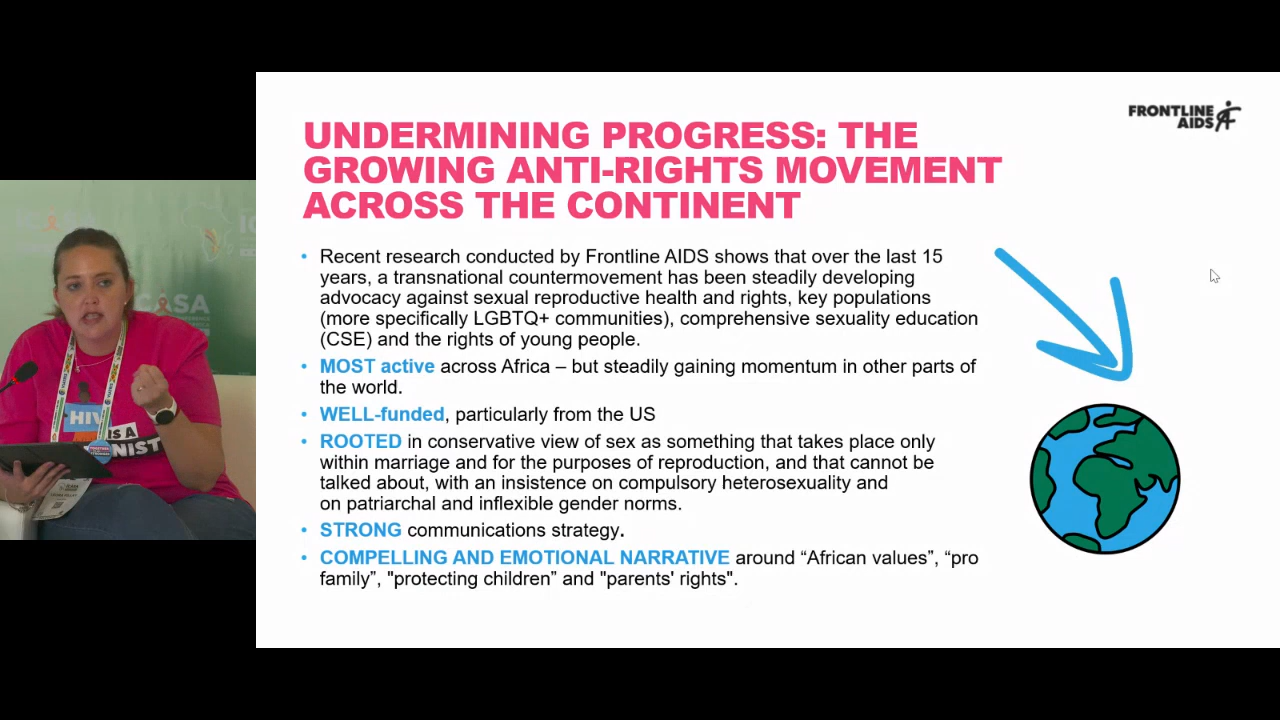 FRONTLINE
AIDS
UNDERMINING PROGRESS: THE
GROWING ANTI-RIGHTS MOVEMENT
ACROSS THE CONTINENT
• Recent research conducted by Frontline AIDS shows that over the last 15
years, a transnational countermovement has been steadily developing
advocacy against sexual reproductive health and rights, key populations
(more specifically LGBTQ+ communities), comprehensive sexuality education
(CSE) and the rights of young people.
• MOST active across Africa – but steadily gaining momentum in other parts of
the world.
• WELL-funded, particularly from the US
• ROOTED in conservative view of sex as something that takes place only
within marriage and for the purposes of reproduction, and that cannot be
talked about, with an insistence on compulsory heterosexuality and
on patriarchal and inflexible gender norms.
• STRONG communications strategy.
• COMPELLING AND EMOTIONAL NARRATIVE around “African values”, “pro
family”, "protecting children” and "parents' rights".
ICASA
HIV
IS A